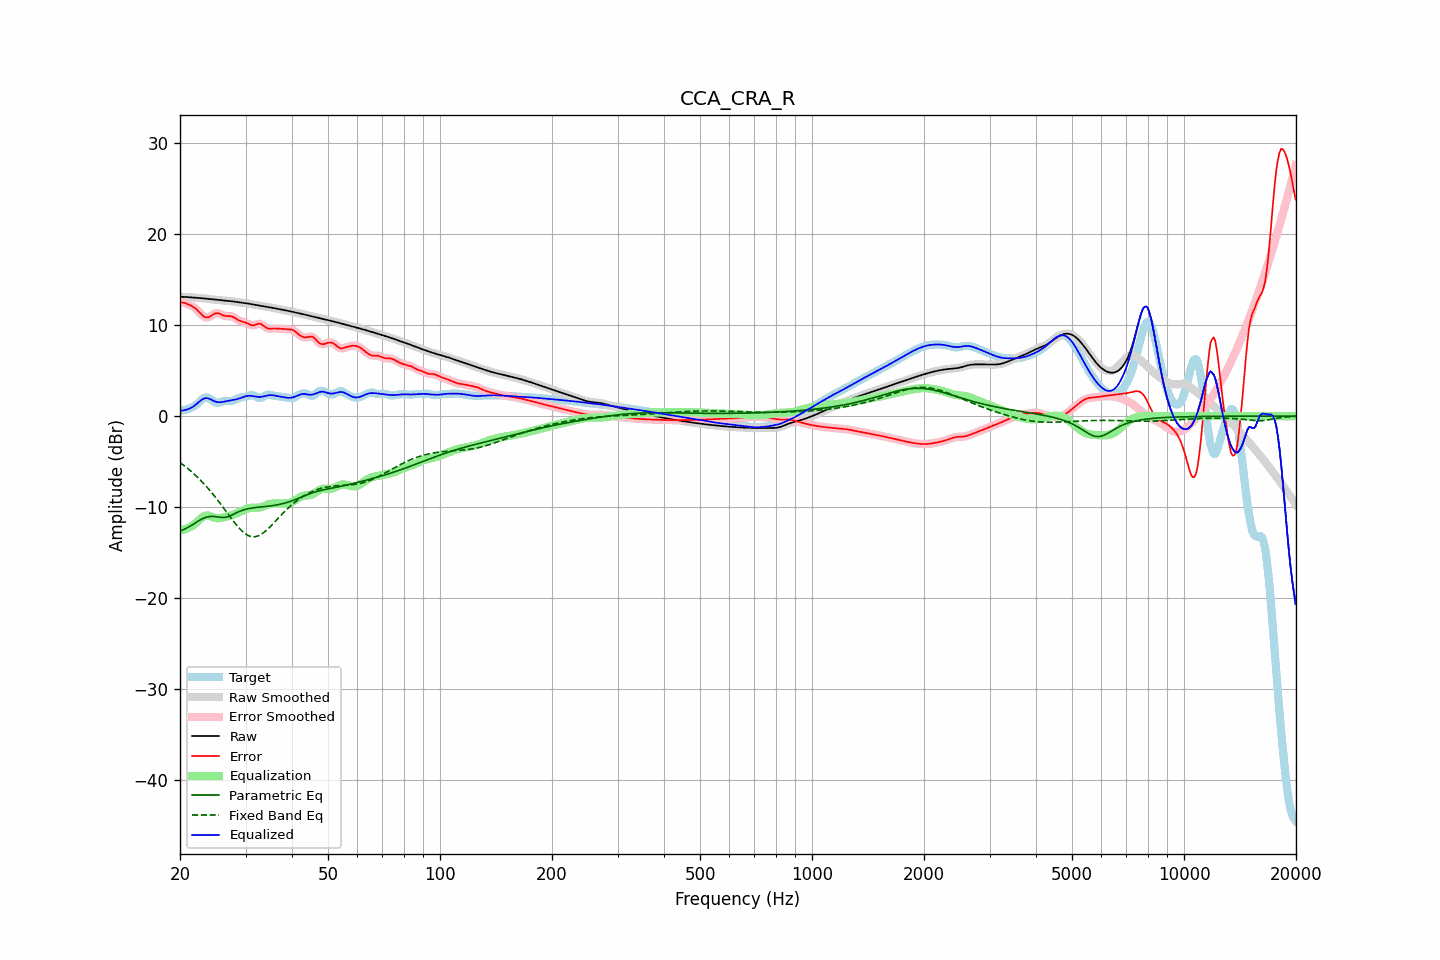 CCA_CRA_R
30
20
10
0
−10
−20
−30
−40
Amplitude (dBr)
Target
Raw Smoothed
Error Smoothed
Raw
Error
Equalization
Parametric Eq
Fixed Band Eq
Equalized
20 50 100 200 500 1000 2000 5000 10000 20000
Frequency (Hz)